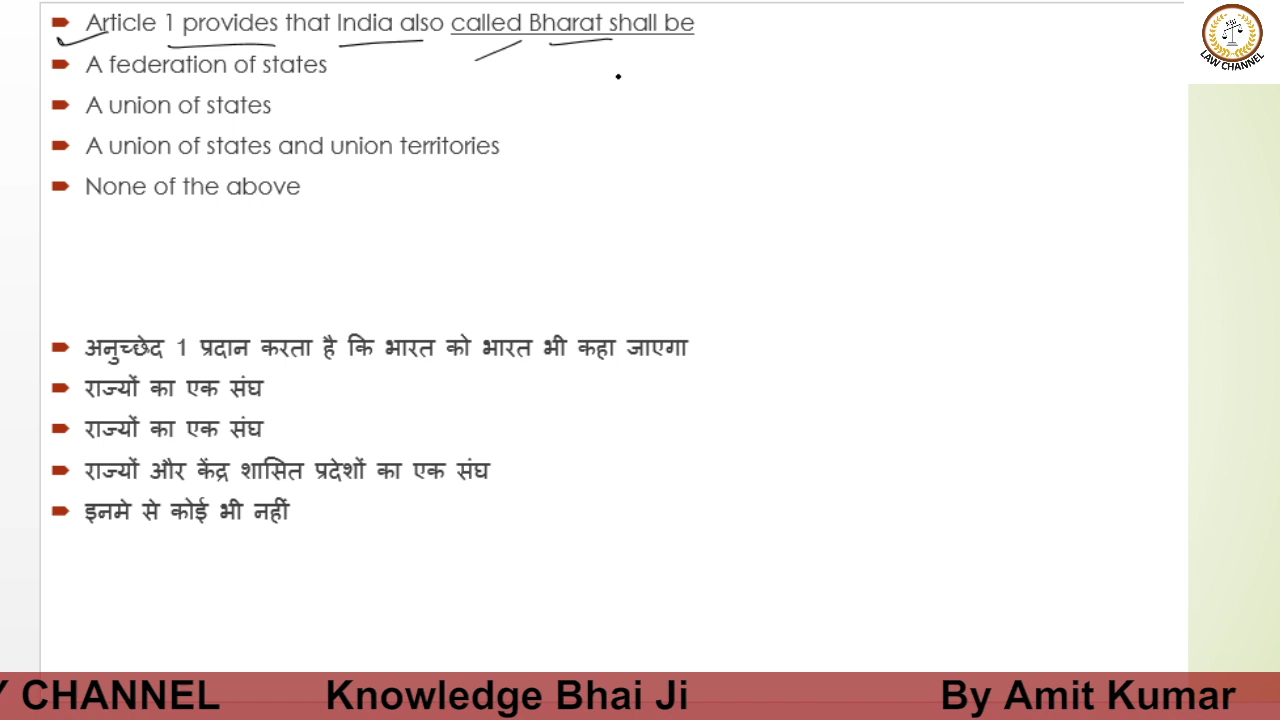 Article 1 provides that India also called Bharat shall be
A federation of states
A union of states
A union of states and union territories
None of the above
अनुच्छेद 1 प्रदान करता है कि भारत को भारत भी कहा जाएगा
राज्यों का एक संघ
राज्यों का एक संघ
राज्यों और केंद्र शासित प्रदेशों का एक संघ
इनमे से कोई भी नहीं
LAW CHANNEL
Y CHANNEL Knowledge Bhai Ji By Amit Kumar